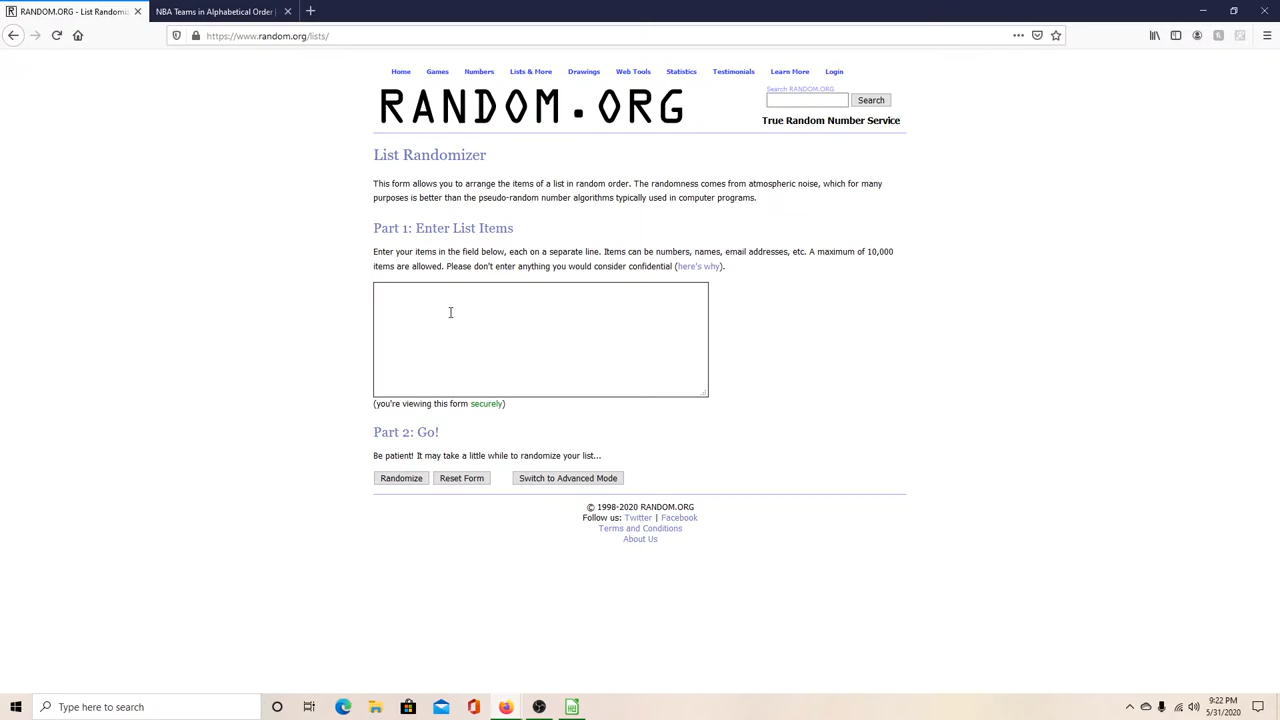 RANDOM.ORG - List Randomiz
NBA Teams in Alphabetical Order |
https://www.random.org/lists/
Home Games Numbers Lists & More Drawings Web Tools Statistics Testimonials Learn More Login
Search RANDOM.ORG
RANDOM.ORG
Search
True Random Number Service
List Randomizer
This form allows you to arrange the items of a list in random order. The randomness comes from atmospheric noise, which for many
purposes is better than the pseudo-random number algorithms typically used in computer programs.
Part 1: Enter List Items
Enter your items in the field below, each on a separate line. Items can be numbers, names, email addresses, etc. A maximum of 10,000
items are allowed. Please don't enter anything you would consider confidential (here's why).
(you're viewing this form securely)
Part 2: Go!
Be patient! It may take a little while to randomize your list...
Randomize Reset Form Switch to Advanced Mode
© 1998-2020 RANDOM.ORG
Follow us: Twitter | Facebook
Terms and Conditions
About Us
Type here to search
9:22 PM
5/31/2020